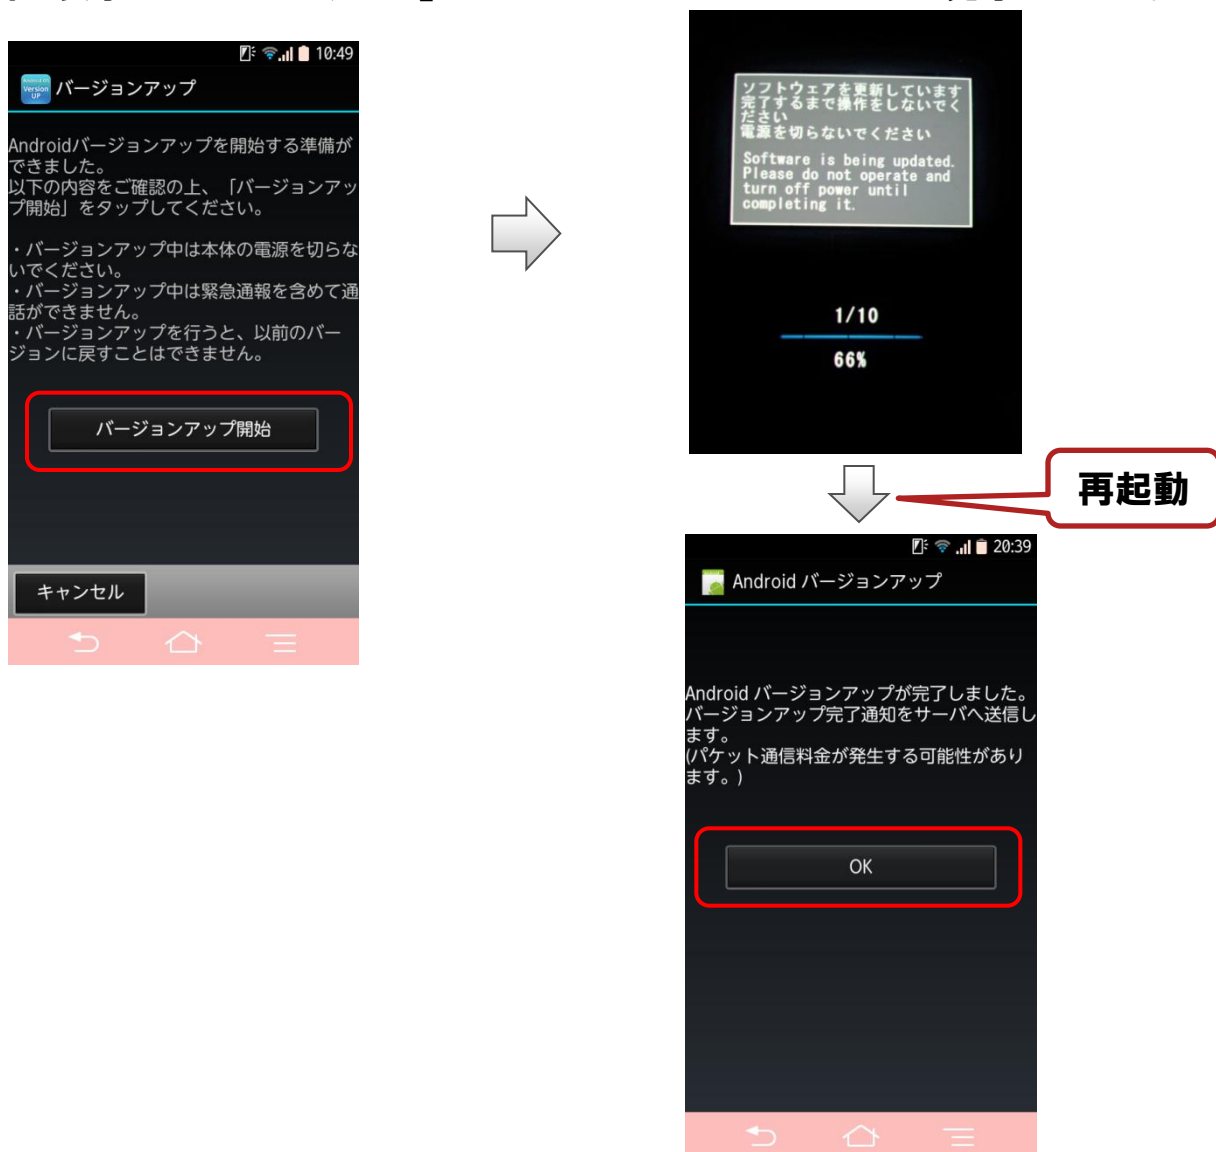 10:49
Version UP
バージョンアップ
Androidバージョンアップを開始する準備が
できました。
以下の内容をご確認の上、「バージョンアッ
プ開始」をタップしてください。
・バージョンアップ中は本体の電源を切らな
いでください。
・バージョンアップ中は緊急通報を含めて通
話ができません。
・バージョンアップを行うと、以前のバー
ジョンに戻すことはできません。
バージョンアップ開始
キャンセル
ソフトウェアを更新しています
完了するまで操作をしないでく
ださい
電源を切らないでください
Software is being updated.
Please do not operate and
turn off power until
completing it.
1/10
66%
再起動
20:39
Android バージョンアップ
Android バージョンアップが完了しました。
バージョンアップ完了通知をサーバへ送信し
ます。
(パケット通信料金が発生する可能性があり
ます。)
OK